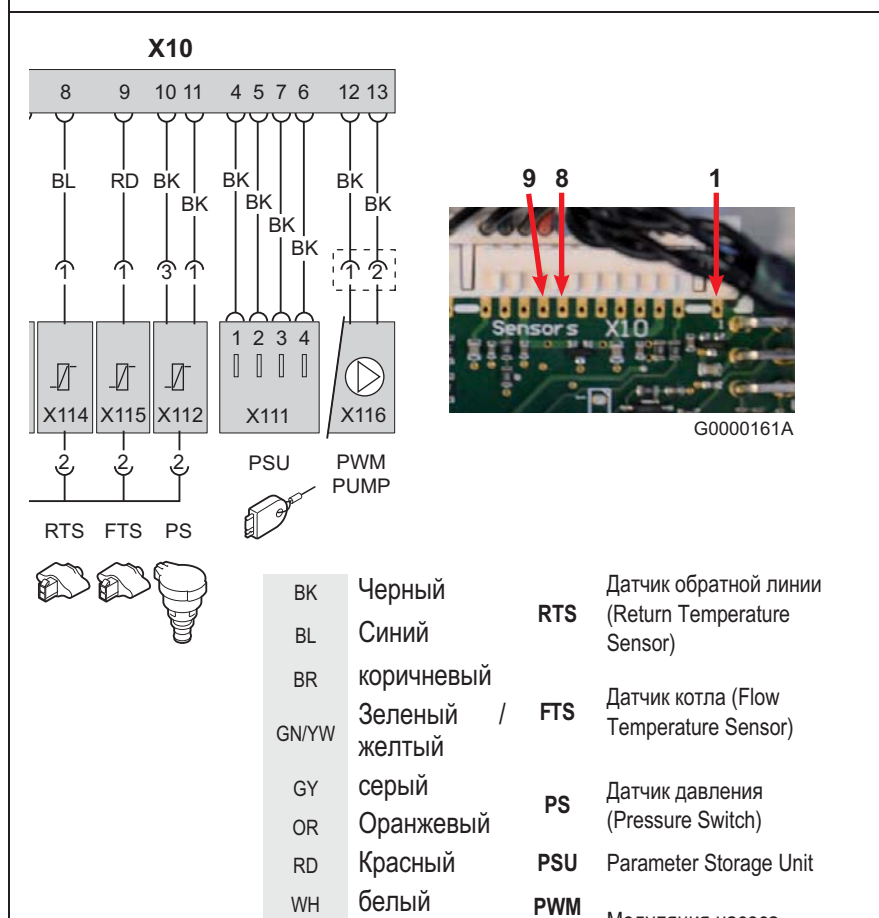 X10
8 9 10 11 4 5 7 6 12 13
BL RD BK BK BK
BK BK BK
BK
BK
1 1 3 1 1 2
1 2 3 4
X114 X115 X112 X111 X116
2 2 2 PSU PWM
PUMP
RTS FTS PS
9 8 1
Sensors X10
1
G0000161A
BK Черный
BL Синий
BR коричневый
GN/YW Зеленый /
желтый
GY серый
OR Оранжевый
RD Красный
WH белый
RTS Датчик обратной линии
(Return Temperature
Sensor)
FTS Датчик котла (Flow
Temperature Sensor)
PS Датчик давления
(Pressure Switch)
PSU Parameter Storage Unit
PWM